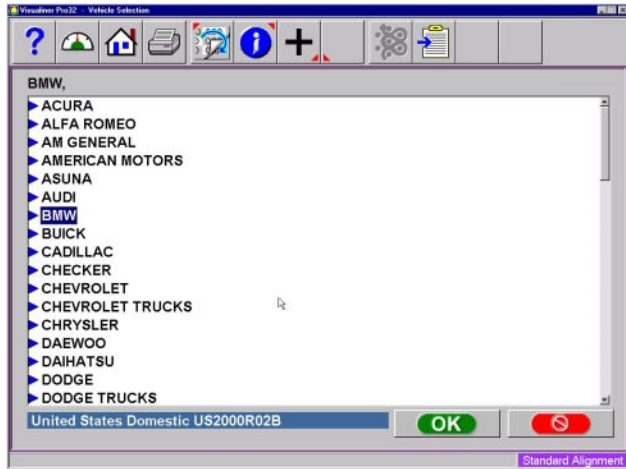 Visualiner Pro32 - Vehicle Selection
BMW,
ACURA
ALFA ROMEO
AM GENERAL
AMERICAN MOTORS
ASUNA
AUDI
BMW
BUICK
CADILLAC
CHECKER
CHEVROLET
CHEVROLET TRUCKS
CHRYSLER
DAEWOO
DAIHATSU
DODGE
DODGE TRUCKS
United States Domestic US2000R02B
OK
Standard Alignment